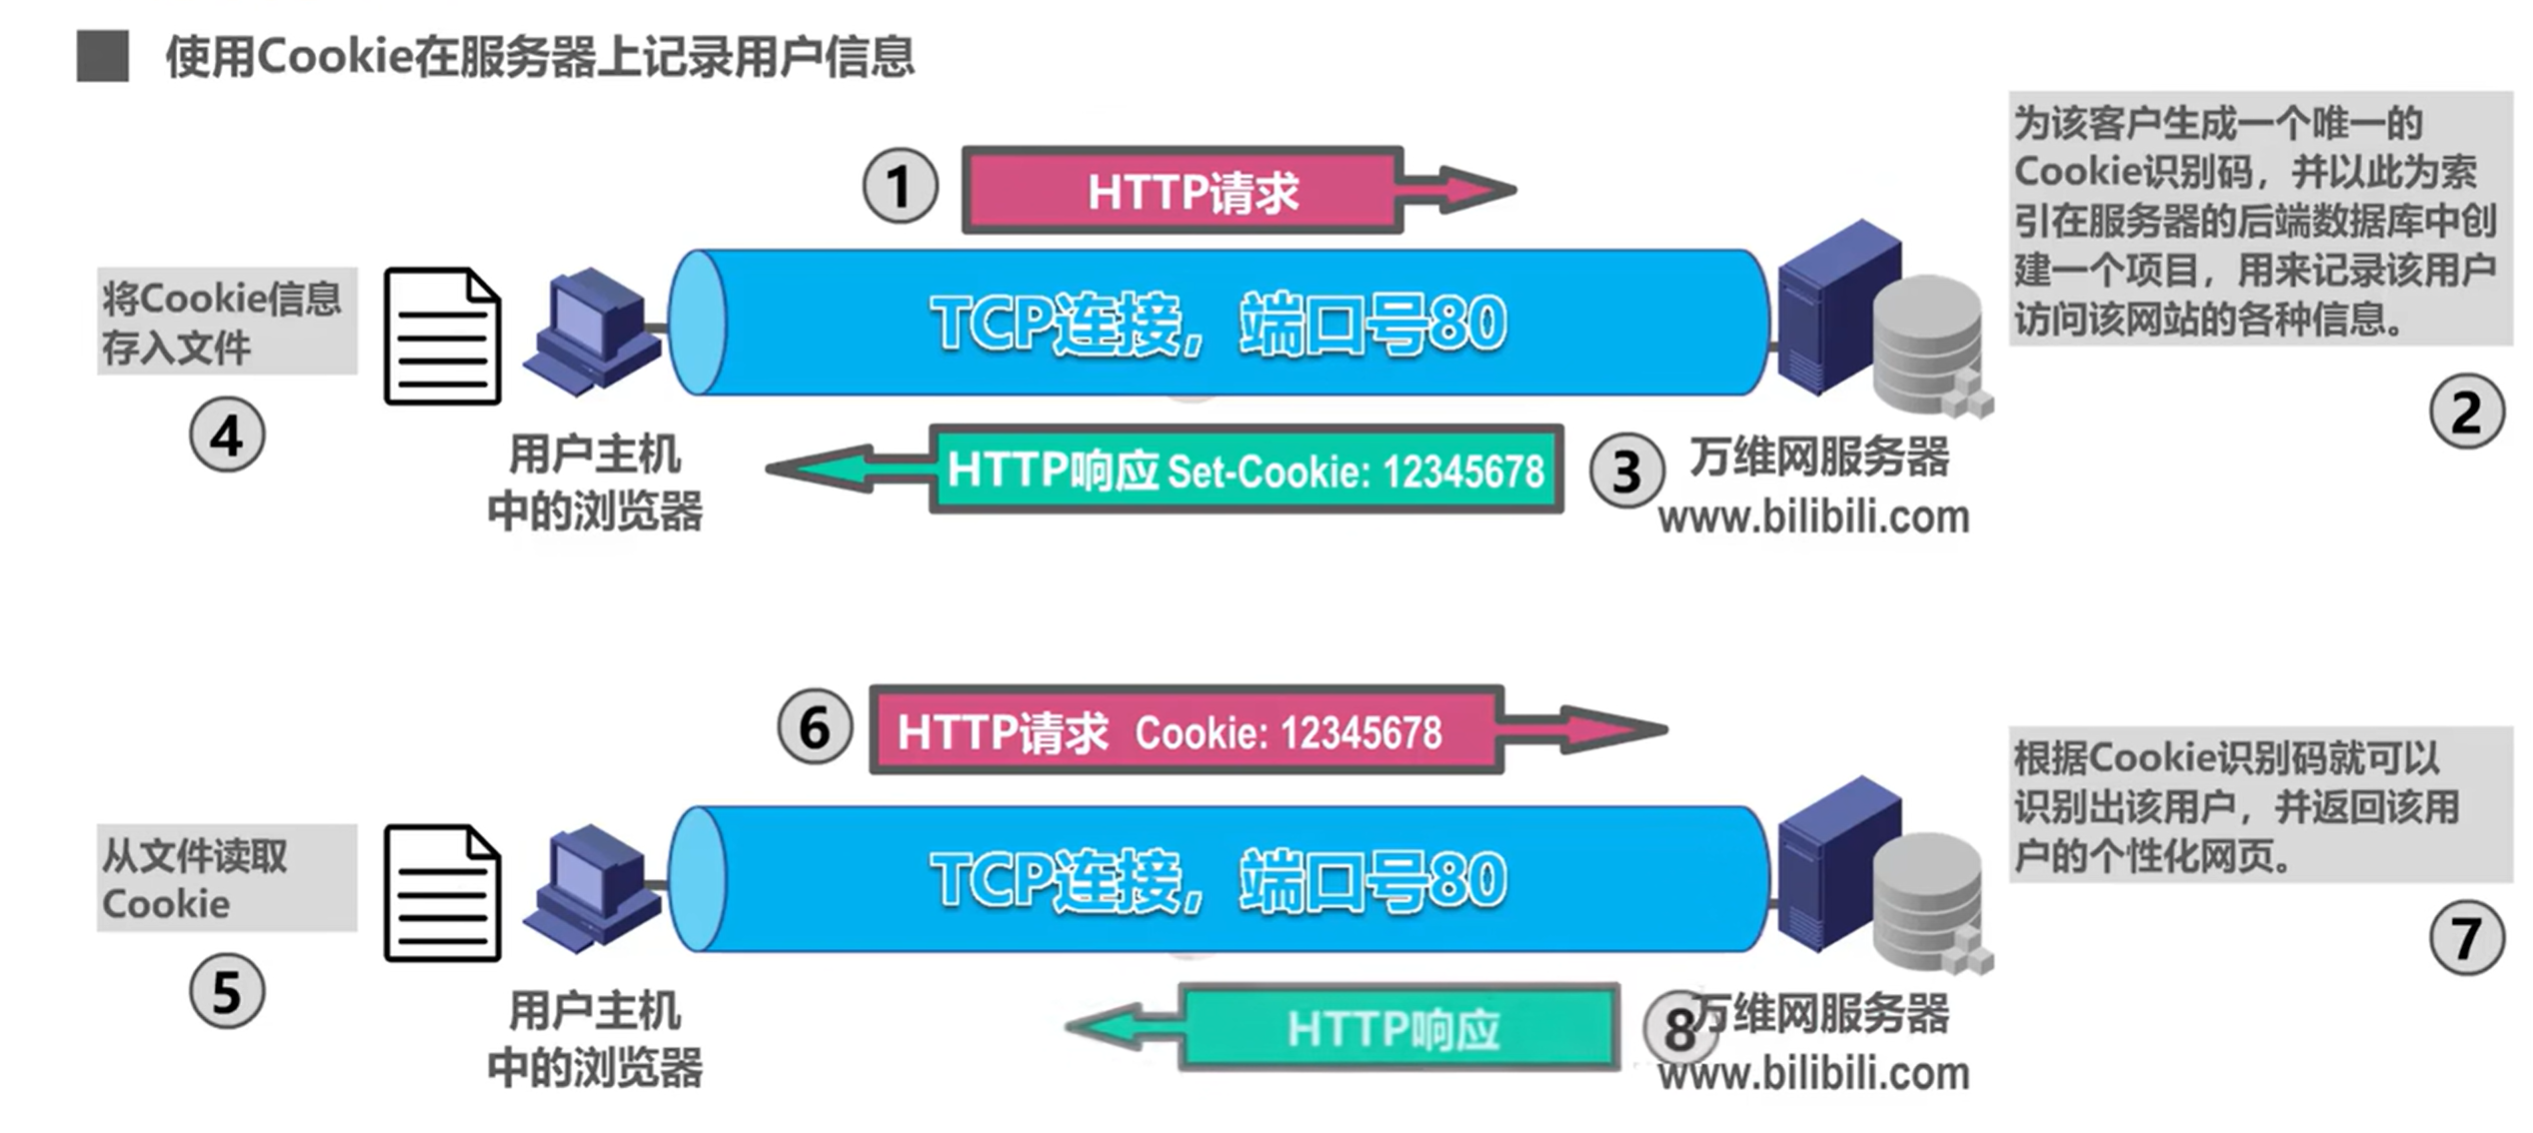 使用Cookie在服务器上记录用户信息
① HTTP请求
为该客户生成一个唯一的
Cookie识别码，并以此为索
引在服务器的后端数据库中创
建一个项目，用来记录该用户
访问该网站的各种信息。
②
TCP连接，端口号80
将Cookie信息
存入文件
④
用户主机
中的浏览器
HTTP响应 Set-Cookie: 12345678 ③
万维网服务器
www.bilibili.com
⑥ HTTP请求 Cookie: 12345678
根据Cookie识别码就可以
识别出该用户，并返回该用
户的个性化网页。
⑦
TCP连接，端口号80
从文件读取
Cookie
⑤
用户主机
中的浏览器
HTTP响应 ⑧
万维网服务器
www.bilibili.com